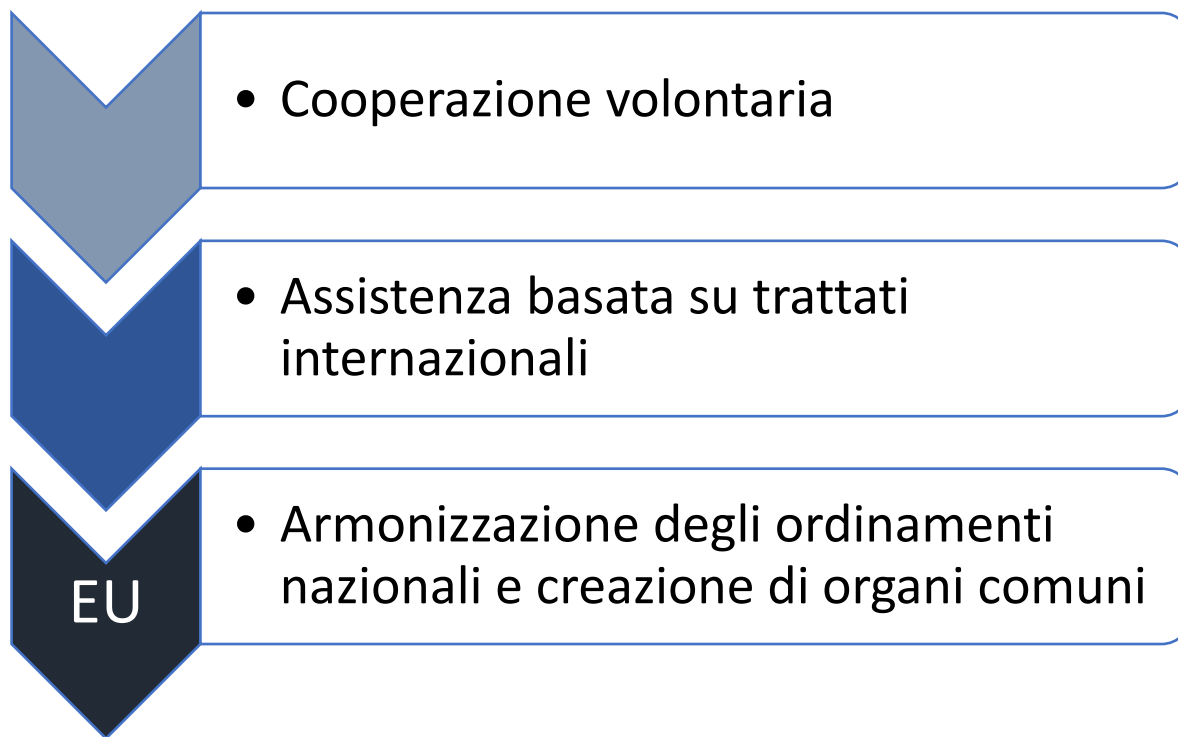 • Cooperazione volontaria
• Assistenza basata su trattati
internazionali
• Armonizzazione degli ordinamenti
nazionali e creazione di organi comuni
EU